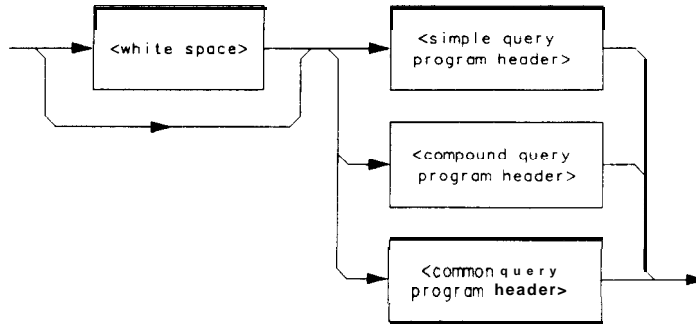 <white space>
<simple query
program header>
<compound query
program header>
<common query
program header>